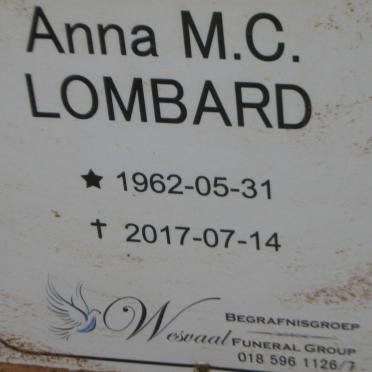 Anna M.C.
LOMBARD
★ 1962-05-31
✝ 2017-07-14
BEGRAFNISGROEP
Wesvaal FUNERAL GROUP
018 596 1126/7